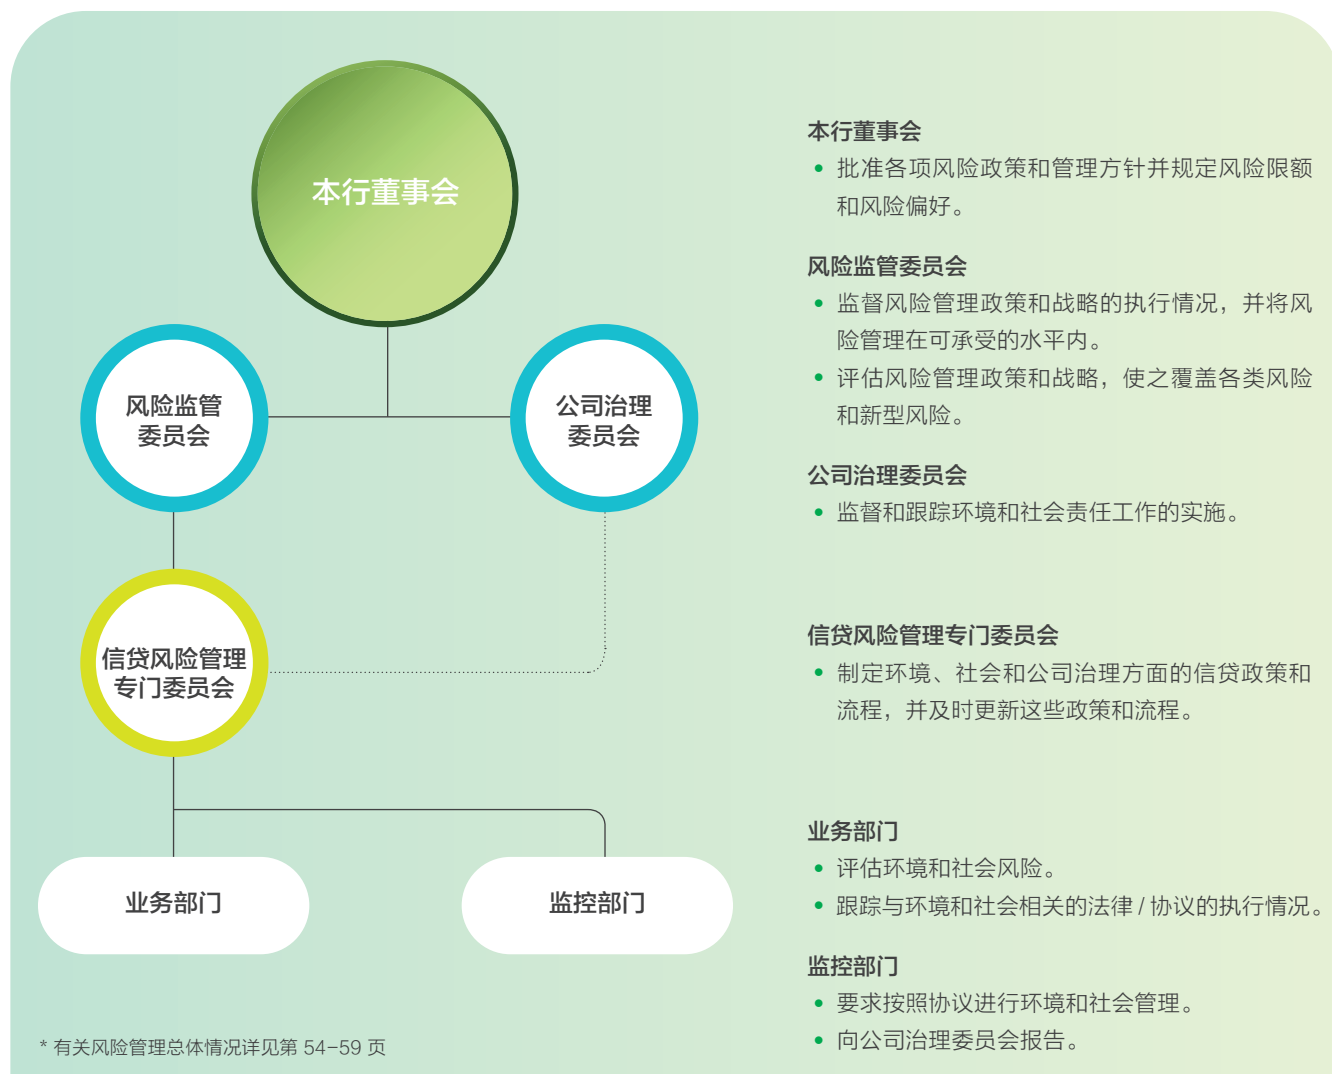 本行董事会
风险监管
委员会
公司治理
委员会
信贷风险管理
专门委员会
业务部门
监控部门
* 有关风险管理总体情况详见第 54–59 页
本行董事会
• 批准各项风险政策和管理方针并规定风险限额
和风险偏好。
风险监管委员会
• 监督风险管理政策和战略的执行情况，并将风
险管理在可承受的水平内。
• 评估风险管理政策和战略，使之覆盖各类风险
和新型风险。
公司治理委员会
• 监督和跟踪环境和社会责任工作的实施。
信贷风险管理专门委员会
• 制定环境、社会和公司治理方面的信贷政策和
流程，并及时更新这些政策和流程。
业务部门
• 评估环境和社会风险。
• 跟踪与环境和社会相关的法律 / 协议的执行情况。
监控部门
• 要求按照协议进行环境和社会管理。
• 向公司治理委员会报告。